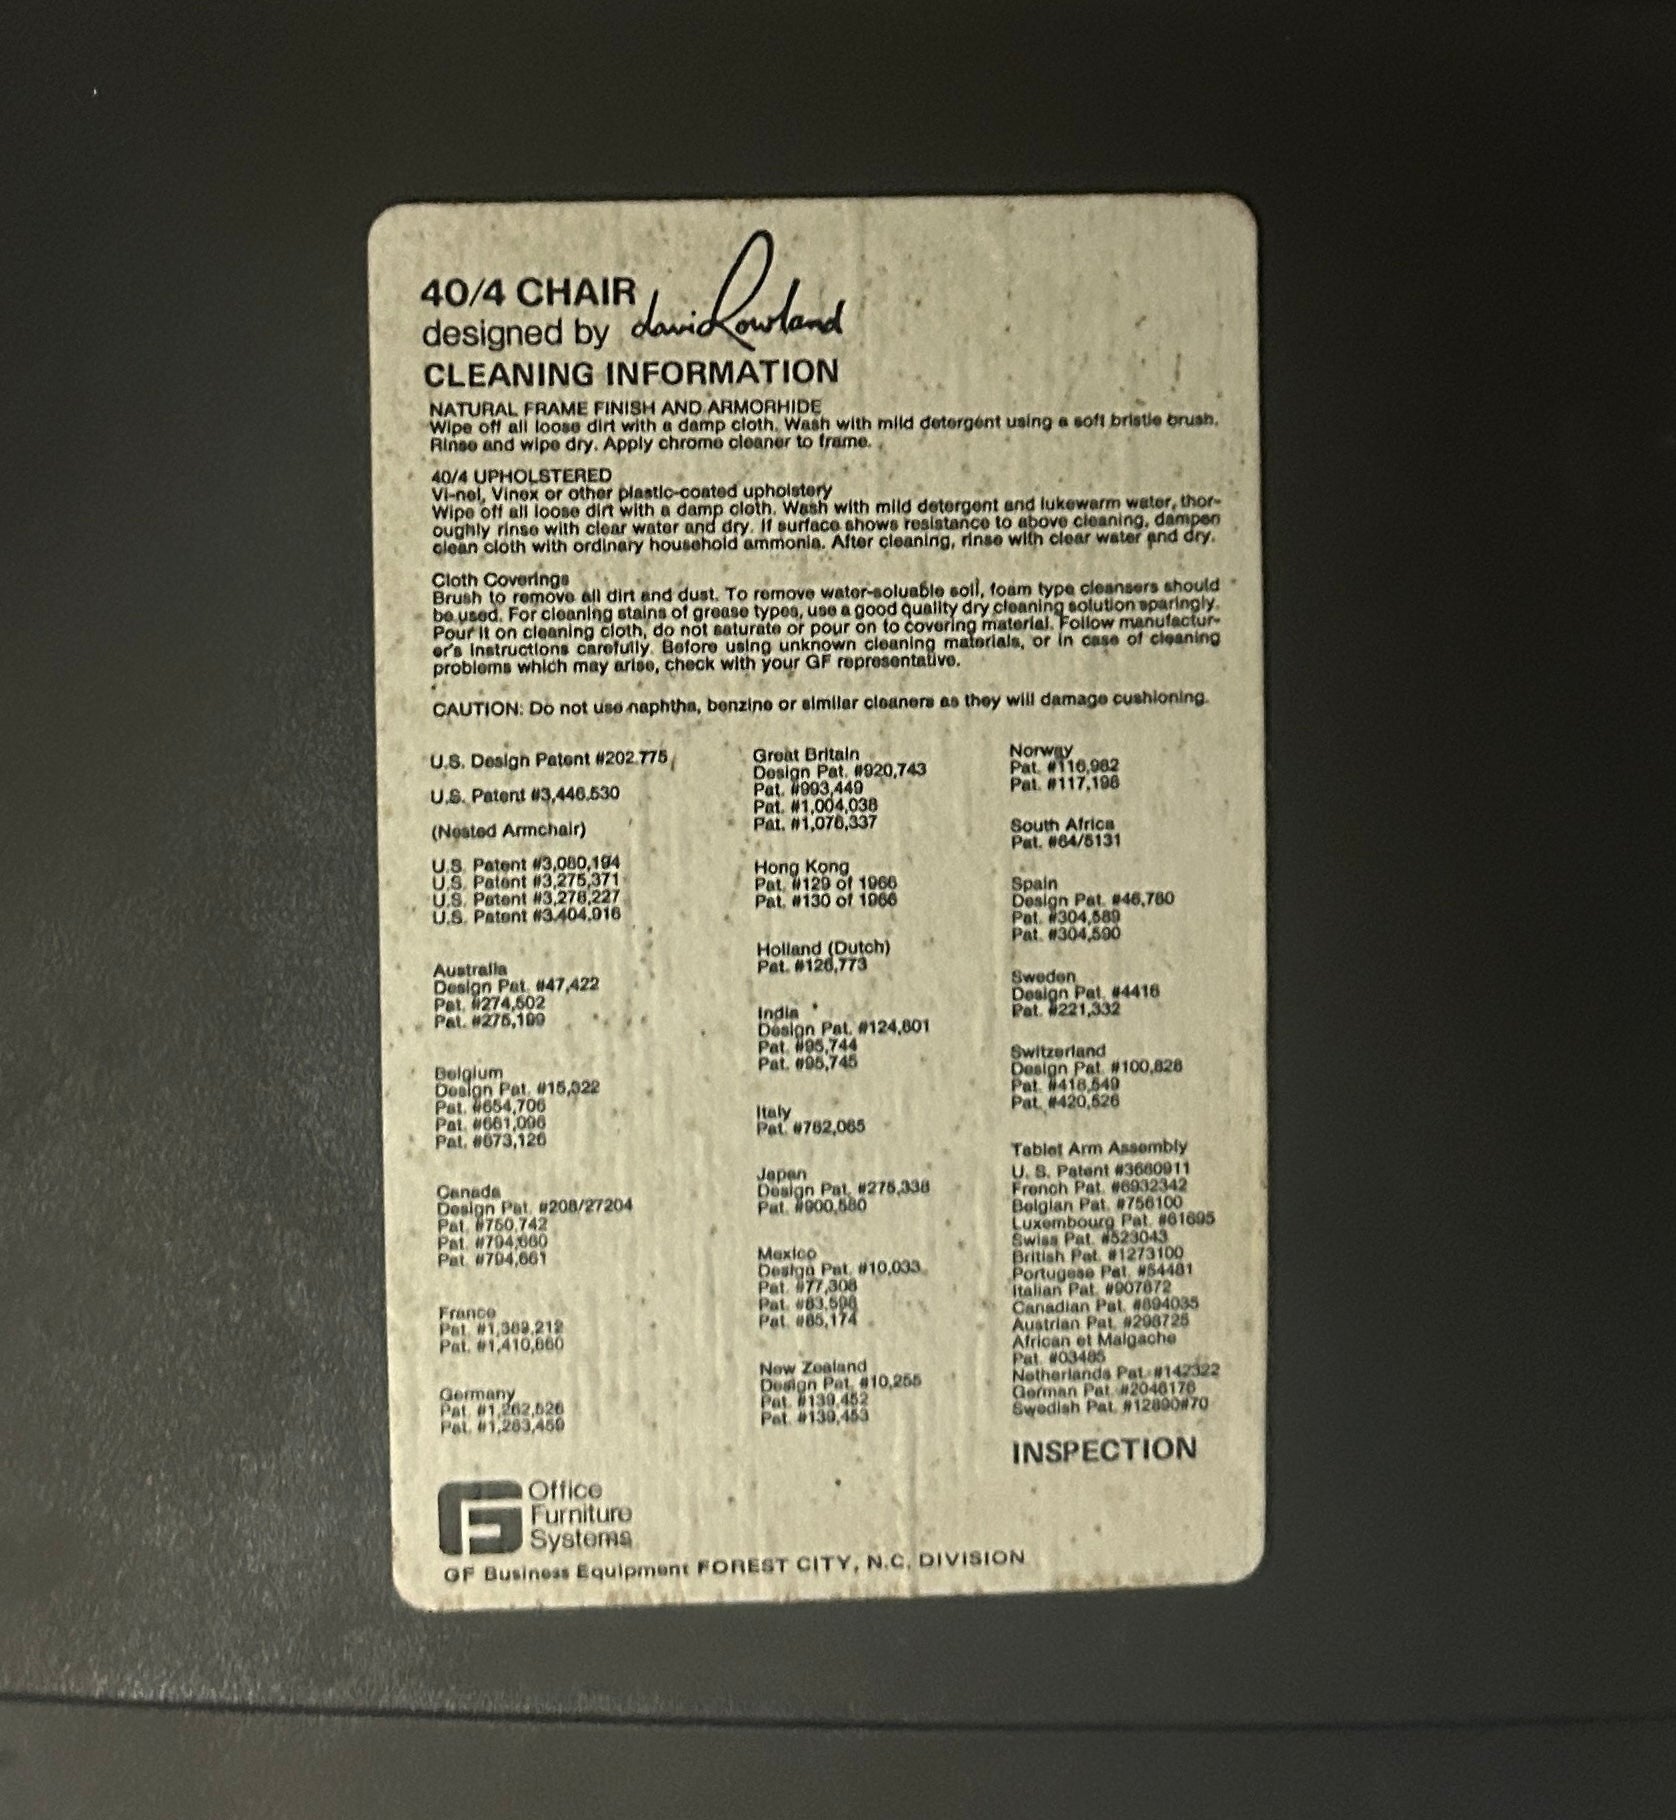 40/4 CHAIR
designed by david Rowland
CLEANING INFORMATION
NATURAL FRAME FINISH AND ARMORHIDE
Wipe off all loose dirt with a damp cloth. Wash with mild detergent using a soft bristle brush.
Rinse and wipe dry. Apply chrome cleaner to frame.
40/4 UPHOLSTERED
Vi-nel, Vinex or other plastic-coated upholstery
Wipe off all loose dirt with a damp cloth. Wash with mild detergent and lukewarm water, thor-
oughly rinse with clear water and dry. If surface shows resistance to above cleaning, dampen
clean cloth with ordinary household ammonia. After cleaning, rinse with clear water and dry.
Cloth Coverings
Brush to remove all dirt and dust. To remove water-soluable soil, foam type cleansers should
be used. For cleaning stains of grease types, use a good quality dry cleaning solution sparingly.
Pour it on cleaning cloth, do not saturate or pour on to covering material. Follow manufactur-
er's instructions carefully. Before using unknown cleaning materials, or in case of cleaning
problems which may arise, check with your GF representative.
CAUTION: Do not use naphtha, benzine or similar cleaners as they will damage cushioning.
U.S. Design Patent #202.775
U.S. Patent #3,446.530
(Nested Armchair)
U.S. Patent #3,080,194
U.S. Patent #3,275,371
U.S. Patent #3,278,227
U.S. Patent #3.404.916
Australia
Design Pat. #47,422
Pat. #274,502
Pat. #275,199
Belgium
Design Pat. #15,322
Pat. #654,706
Pat. #661,096
Pat. #673,126
Canada
Design Pat. #208/27204
Pat. #750,742
Pat. #794,660
Pat. #794,661
France
Pat. #1,389,212
Pat. #1,410,660
Germany
Pat. #1,262,526
Pat. #1,283,459
Great Britain
Design Pat. #920,743
Pat. #993,449
Pat. #1,004,038
Pat. #1,076,337
Hong Kong
Pat. #129 of 1966
Pat. #130 of 1966
Holland (Dutch)
Pat. #126,773
India
Design Pat. #124,601
Pat. #95,744
Pat. #95,745
Italy
Pat. #762,065
Japan
Design Pat. #275,338
Pat. #900,580
Mexico
Design Pat. #10,033
Pat. #77,308
Pat.
Pat. #85,174
New Zealand
Design Pat. #10,255
Pat. #139,452
Pat. #139,453
Norway
Pat. #116,982
Pat. #117,198
South Africa
Pat. #64/5131
Spain
Design Pat. #46,760
Pat. #304,589
Pat. #304,590
Sweden
Design Pat. #4416
Pat. #221,332
Switzerland
Design Pat. #100,828
Pat. #418,549
Pat. #420,526
Tablet Arm Assembly
U. S. Patent #3660911
French Pat. #6932342
Belgian Pat. #756100
Luxembourg Pat. #61695
Swiss Pat. #523043
British Pat. #1273100
Portugese Pat. #54481
Italian Pat. #907872
Canadian Pat. #894035
Austrian Pat. #298725
African et Malgache
Pat. #03485
Netherlands Pat. #142322
German Pat. #2046176
Swedish Pat. #12890#70
INSPECTION
GF Office
Furniture
Systems
GF Business Equipment FOREST CITY, N.C. DIVISION